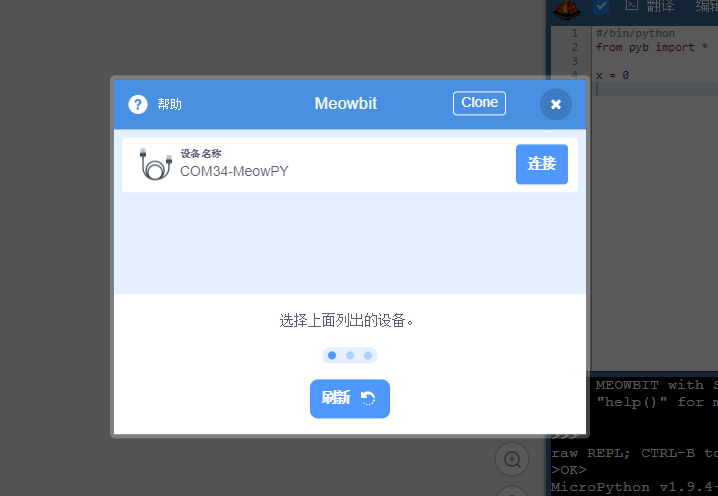 翻译 编辑
1 #/bin/python
2 from pyb import *
3
4 x = 0
帮助 Meowbit Clone
设备名称
COM34-MeowPY
连接
选择上面列出的设备。
刷新
MEOWBIT with S
"help()" for m
>>>
raw REPL; CTRL-B to
>OK>
MicroPython v1.9.4-